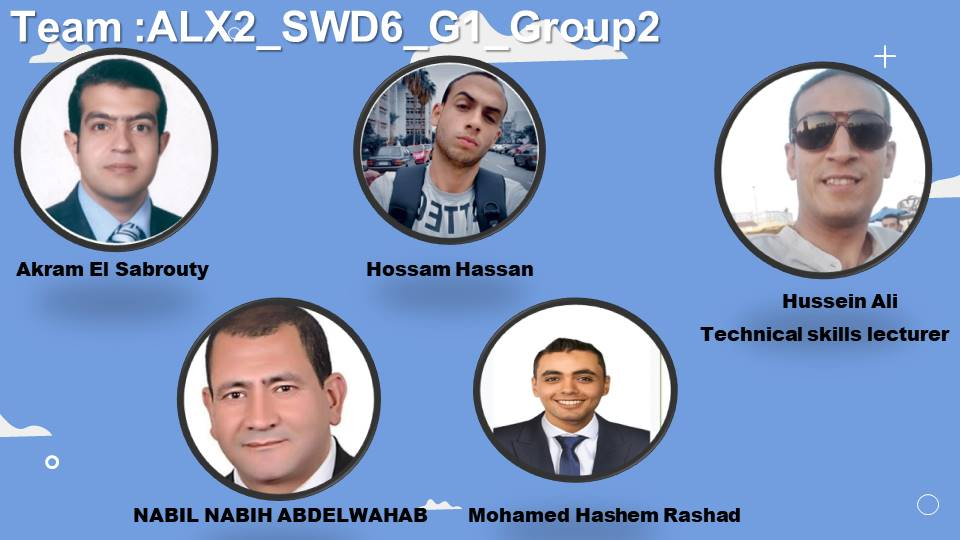 Team :ALX2_SWD6_G1_Group2
Akram El Sabrouty
Hossam Hassan
Hussein Ali
Technical skills lecturer
NABIL NABIH ABDELWAHAB
Mohamed Hashem Rashad